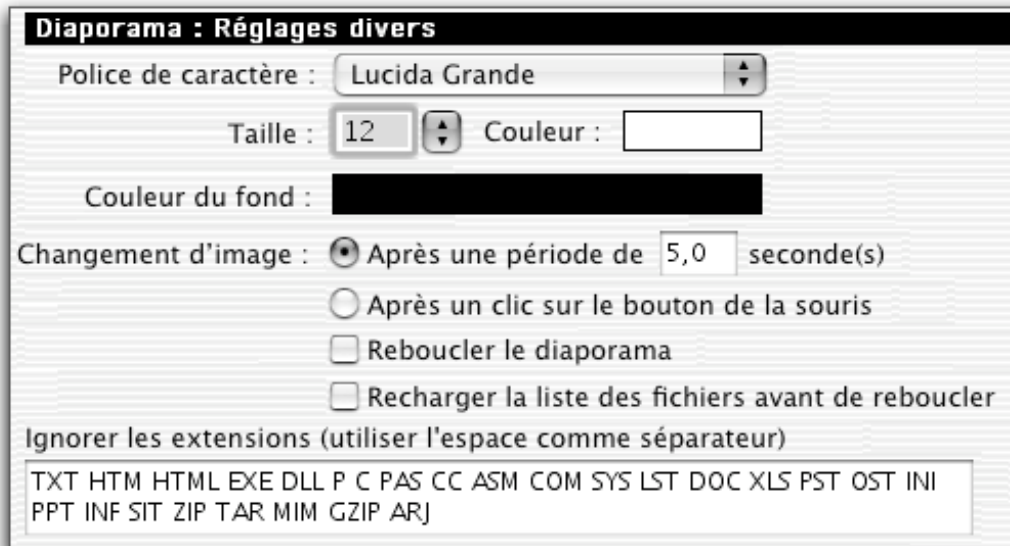 Diaporama : Réglages divers
Police de caractère : Lucida Grande
Taille : 12 Couleur :
Couleur du fond :
Changement d'image : Après une période de 5,0 seconde(s)
Après un clic sur le bouton de la souris
Reboucler le diaporama
Recharger la liste des fichiers avant de reboucler
Ignorer les extensions (utiliser l'espace comme séparateur)
TXT HTM HTML EXE DLL P C PAS CC ASM COM SYS LST DOC XLS PST OST INI
PPT INF SIT ZIP TAR MIM GZIP ARJ